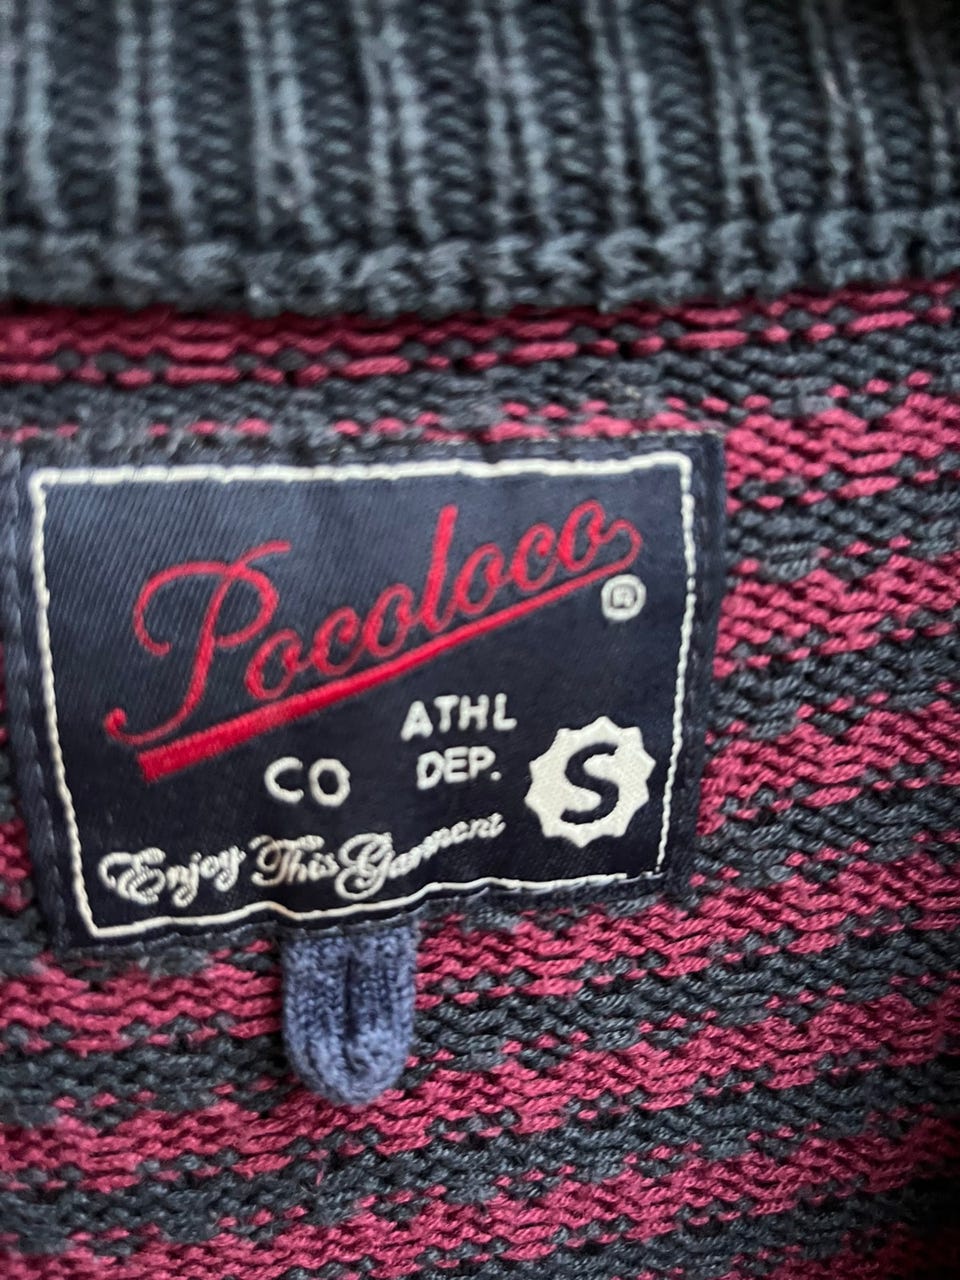 Pocoloco
®
ATHL
CO DEP. S
Enjoy This Garment